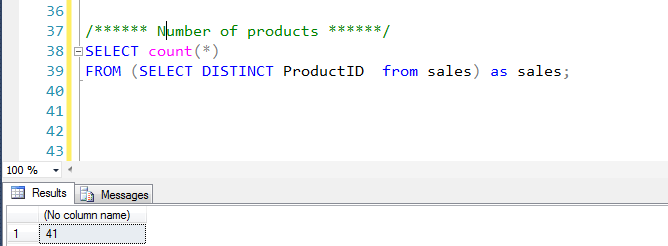 36
37 /****** Number of products ******/
38 SELECT count(*)
39 FROM (SELECT DISTINCT ProductID  from sales) as sales;
40
41
42
43
100 %
Results Messages
(No column name)
1 41